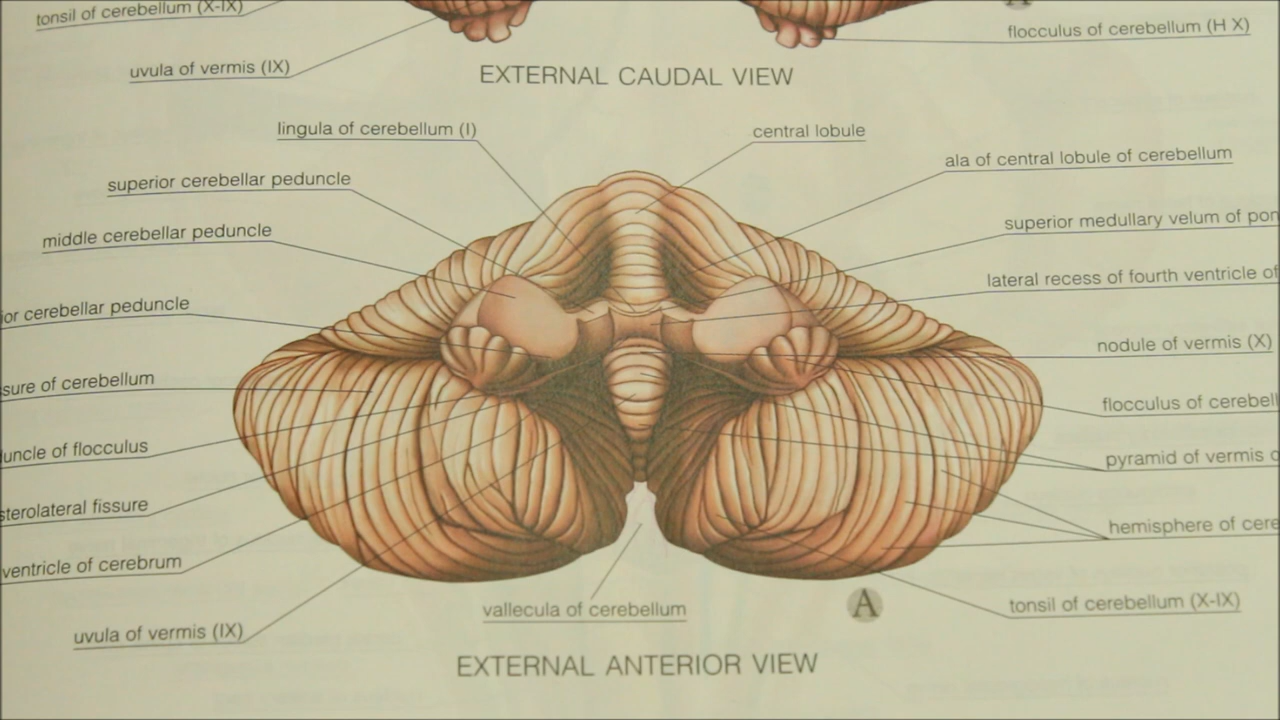 tonsil of cerebellum (X-IX)
flocculus of cerebellum (H X)
uvula of vermis (IX)
EXTERNAL CAUDAL VIEW
lingula of cerebellum (I)
central lobule
ala of central lobule of cerebellum
superior cerebellar peduncle
superior medullary velum of pon
middle cerebellar peduncle
lateral recess of fourth ventricle of
ior cerebellar peduncle
nodule of vermis (X)
sure of cerebellum
flocculus of cerebell
uncle of flocculus
pyramid of vermis
sterolateral fissure
hemisphere of cere
ventricle of cerebrum
vallecula of cerebellum
A
tonsil of cerebellum (X-IX)
uvula of vermis (IX)
EXTERNAL ANTERIOR VIEW